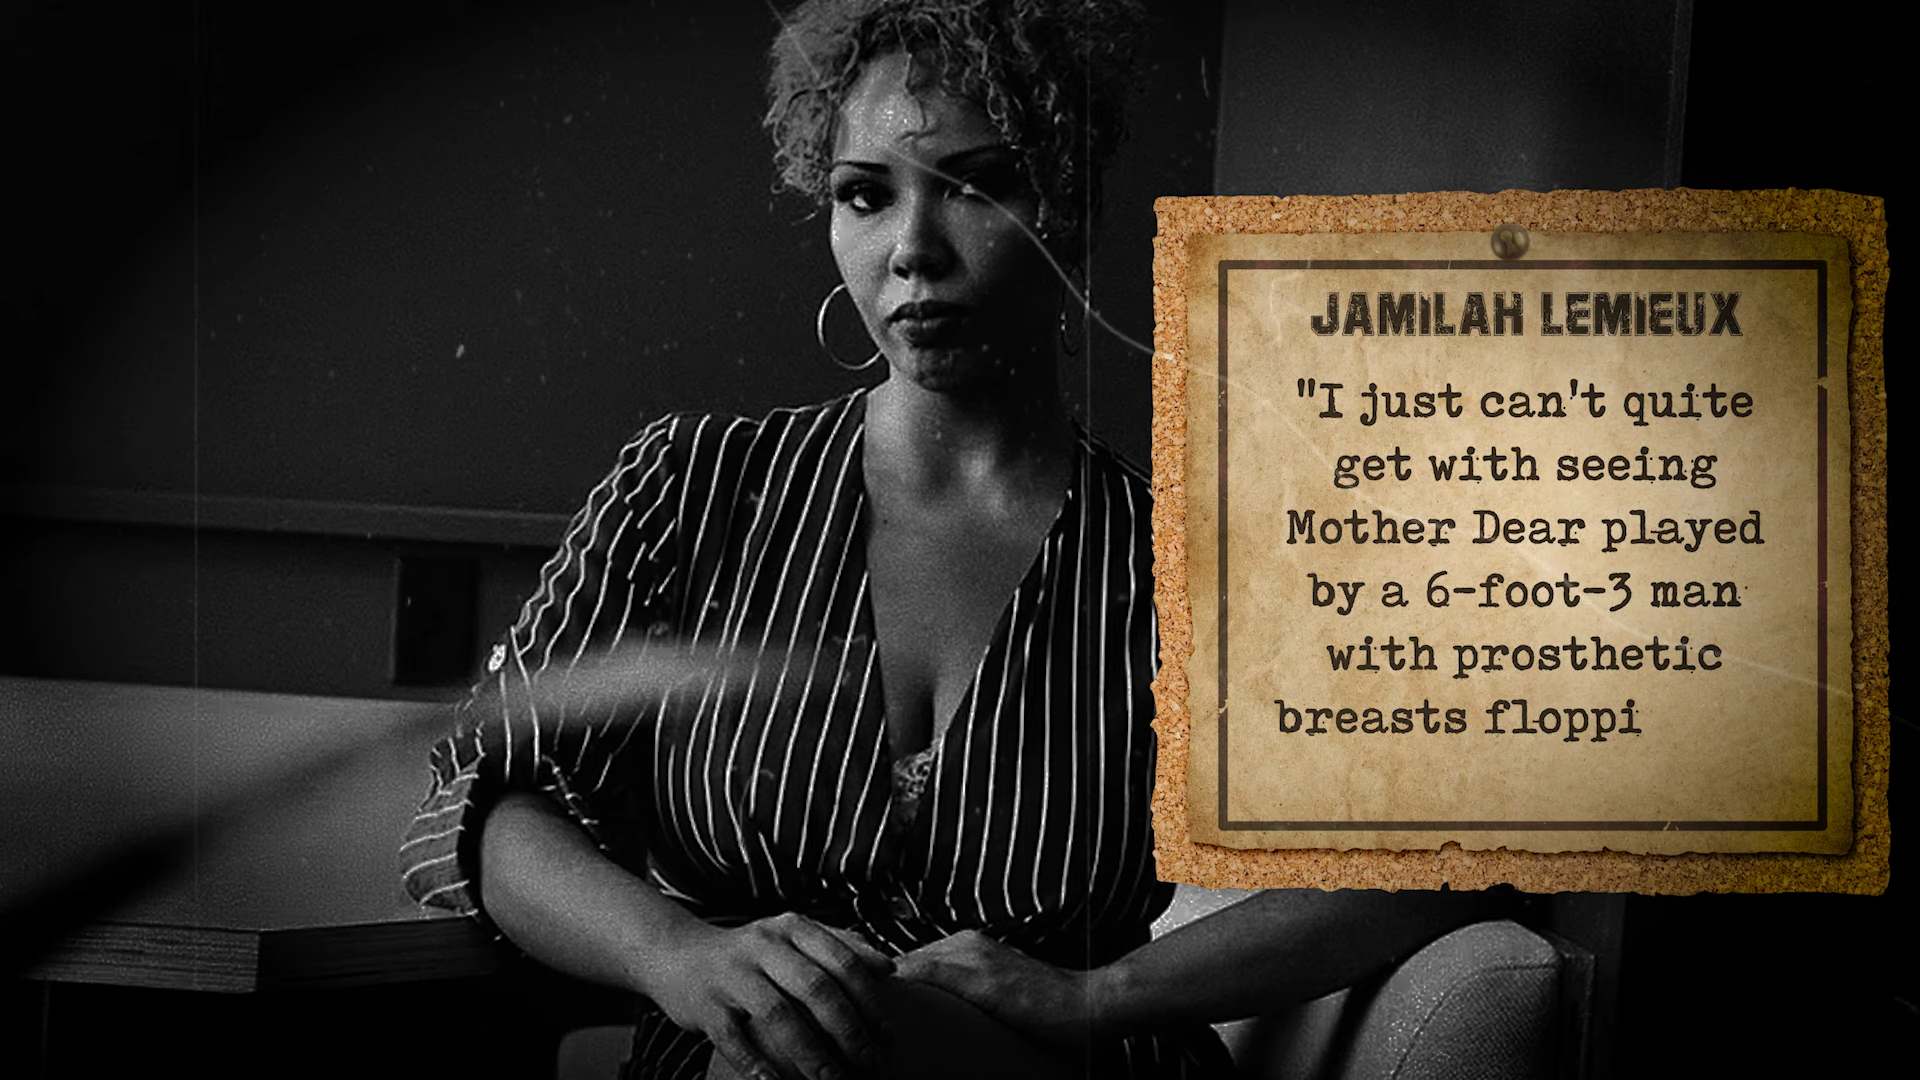 JAMILAH LEMIEUX
"I just can't quite
get with seeing
Mother Dear played
by a 6-foot-3 man
with prosthetic
breasts floppi